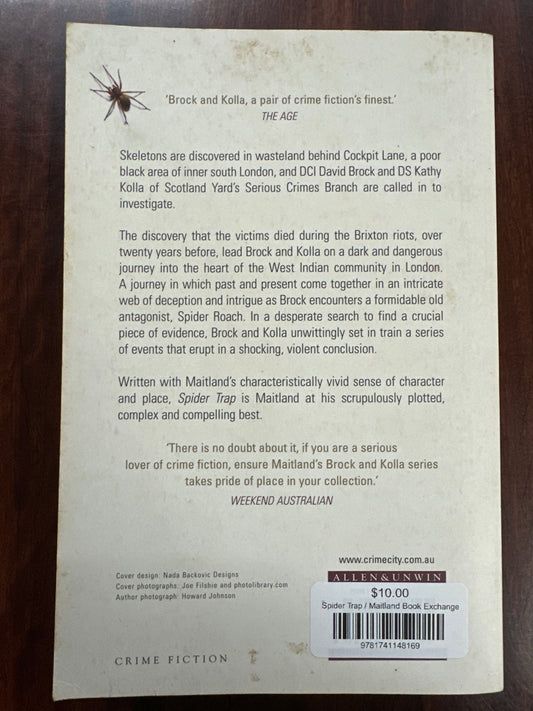 'Brock and Kolla, a pair of crime fiction's finest.'
THE AGE
Skeletons are discovered in wasteland behind Cockpit Lane, a poor
black area of inner south London, and DCI David Brock and DS Kathy
Kolla of Scotland Yard's Serious Crimes Branch are called in to
investigate.
The discovery that the victims died during the Brixton riots, over
twenty years before, lead Brock and Kolla on a dark and dangerous
journey into the heart of the West Indian community in London.
A journey in which past and present come together in an intricate
web of deception and intrigue as Brock encounters a formidable old
antagonist, Spider Roach. In a desperate search to find a crucial
piece of evidence, Brock and Kolla unwittingly set in train a series
of events that erupt in a shocking, violent conclusion.
Written with Maitland's characteristically vivid sense of character
and place, Spider Trap is Maitland at his scrupulously plotted,
complex and compelling best.
'There is no doubt about it, if you are a serious
lover of crime fiction, ensure Maitland's Brock and Kolla series
takes pride of place in your collection.'
WEEKEND AUSTRALIAN
www.crimecity.com.au
Cover design: Nada Backovic Designs
Cover photographs: Joe Filshie and photolibrary.com
Author photograph: Howard Johnson
ALLEN & UNWIN
$10.00
Spider Trap / Maitland Book Exchange
9781741148169
CRIME FICTION